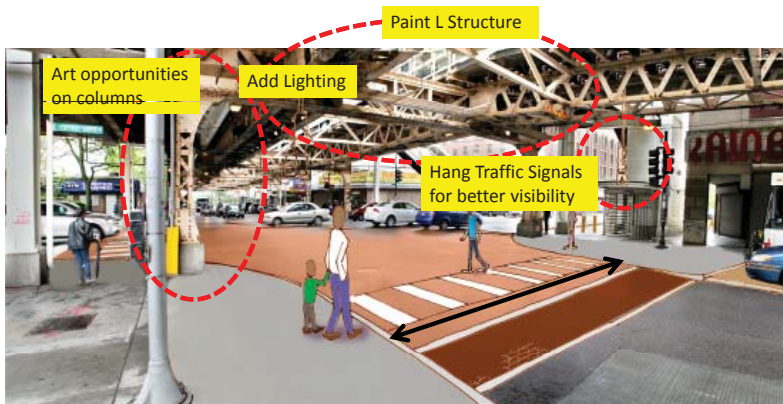 Paint L Structure
Art opportunities
on columns
Add Lighting
Hang Traffic Signals
for better visibility